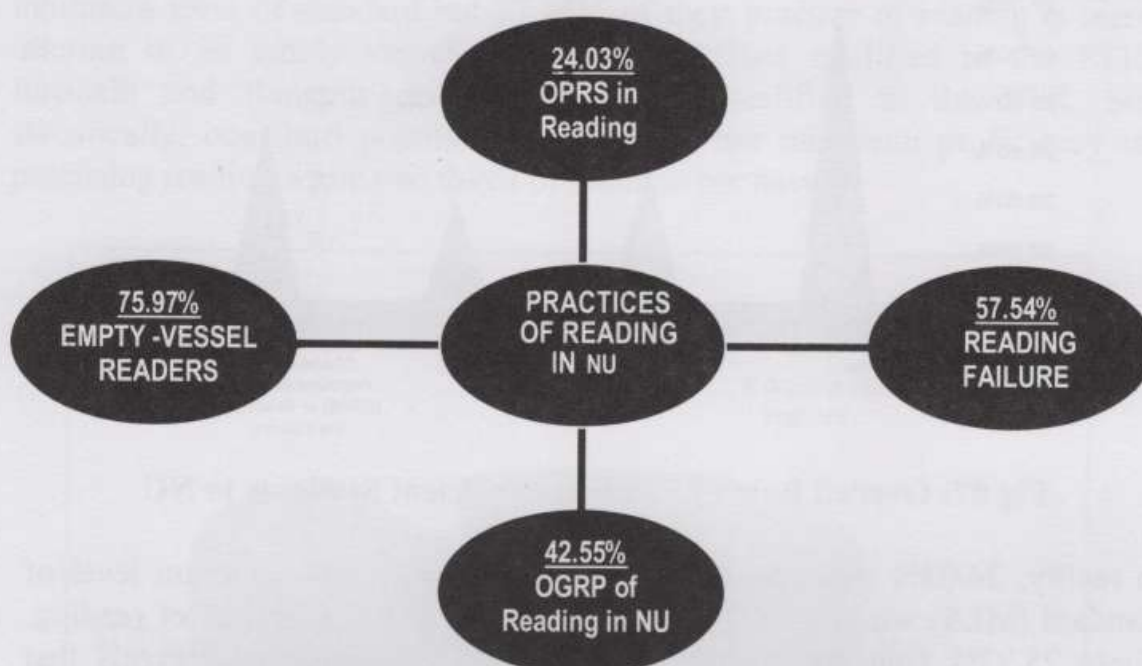 24.03%
OPRS in
Reading
75.97%
EMPTY -VESSEL
READERS
PRACTICES
OF READING
IN NU
57.54%
READING
FAILURE
42.55%
OGRP of
Reading in NU